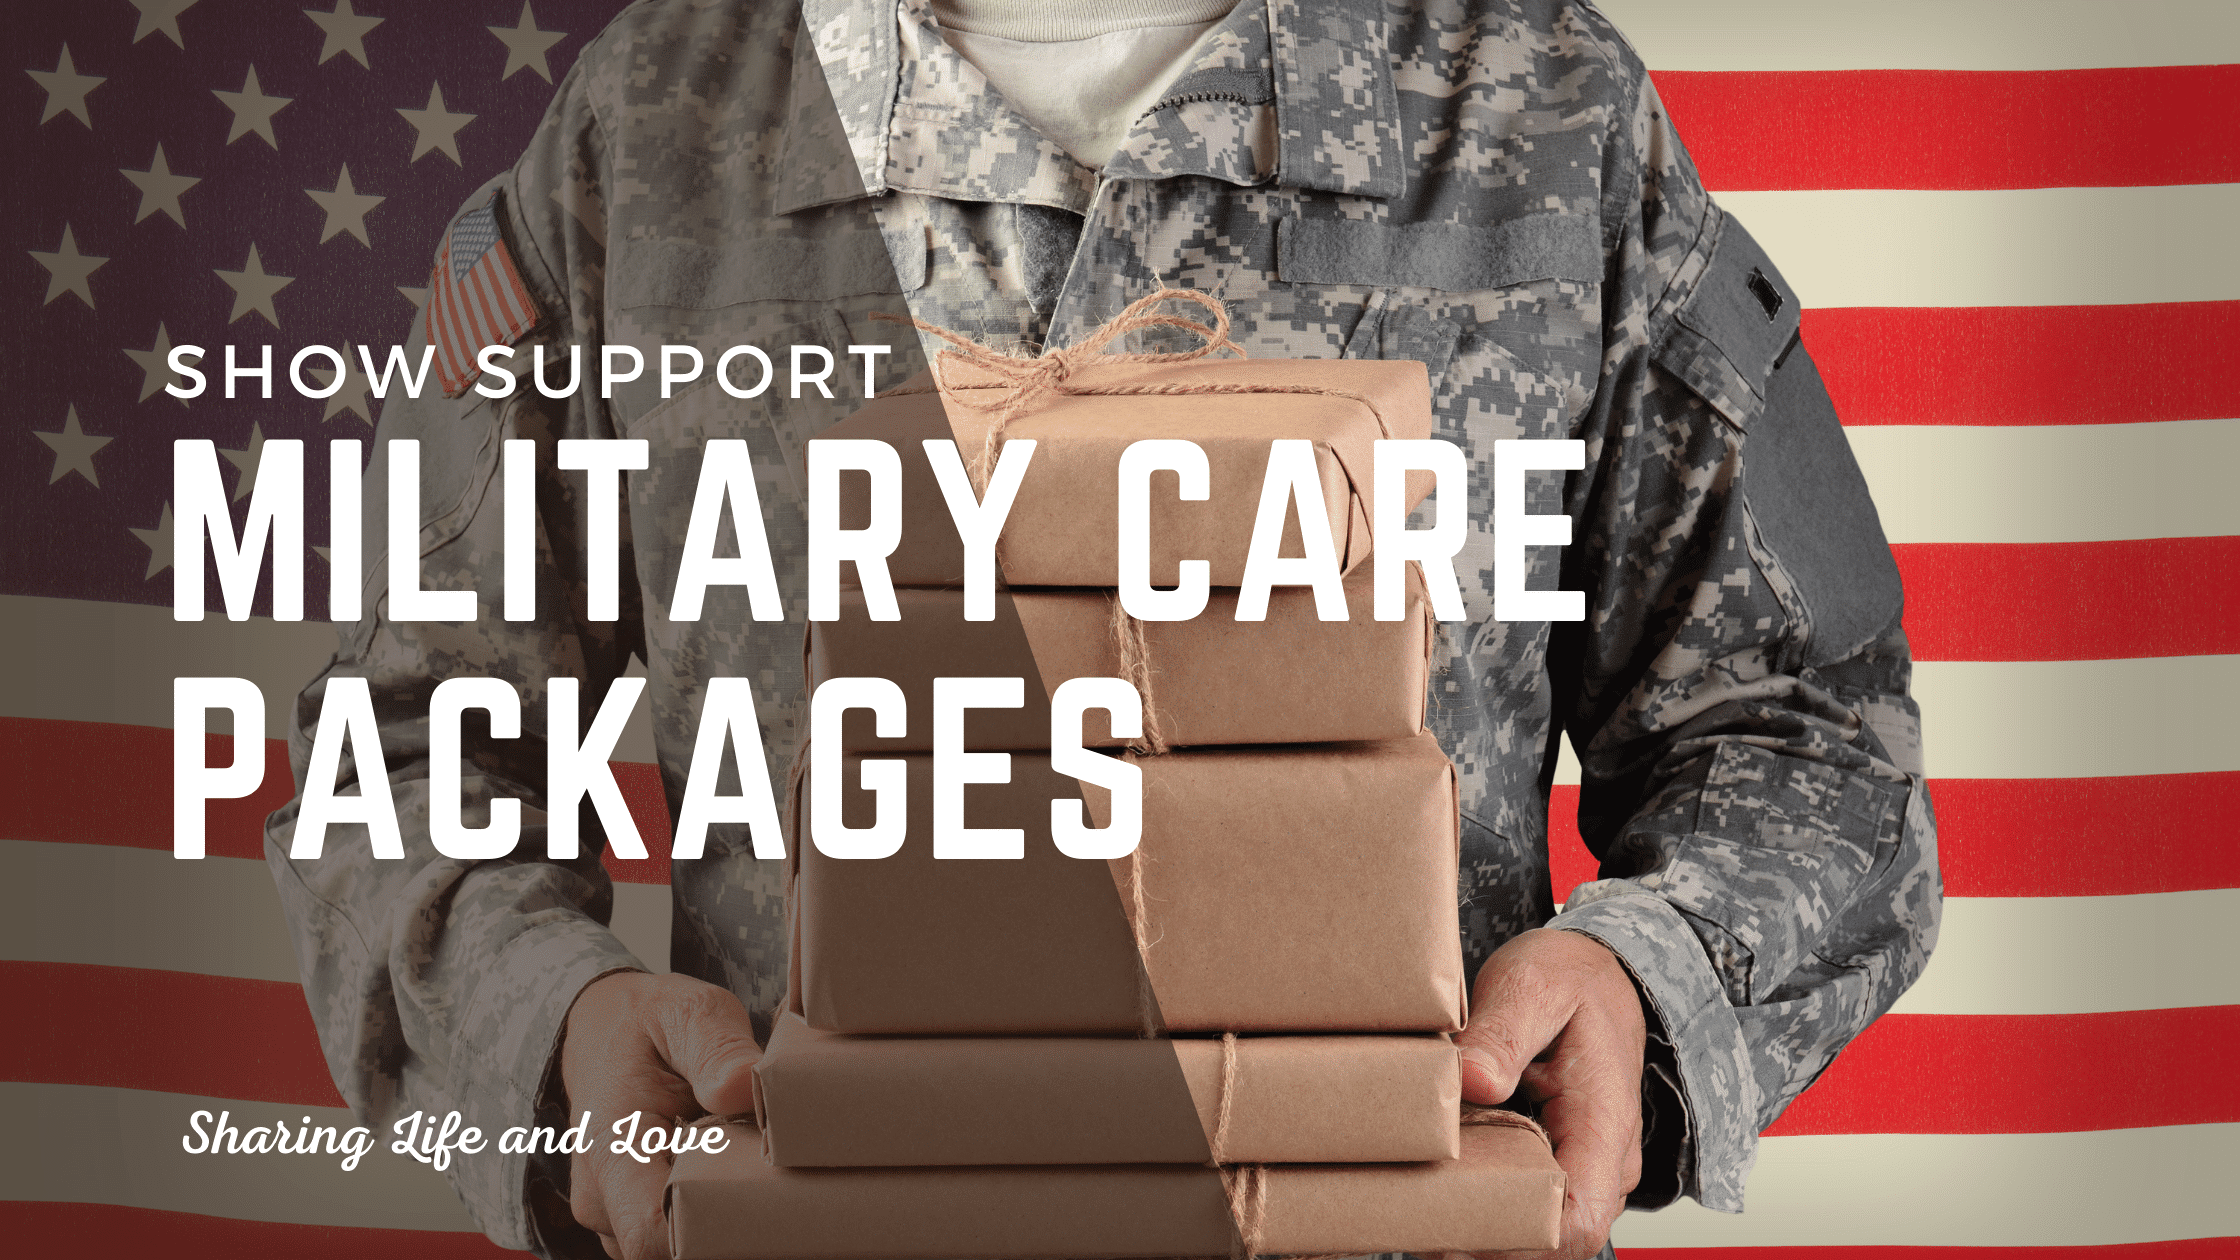 SHOW SUPPORT
MILITARY CARE
PACKAGES
Sharing Life and Love